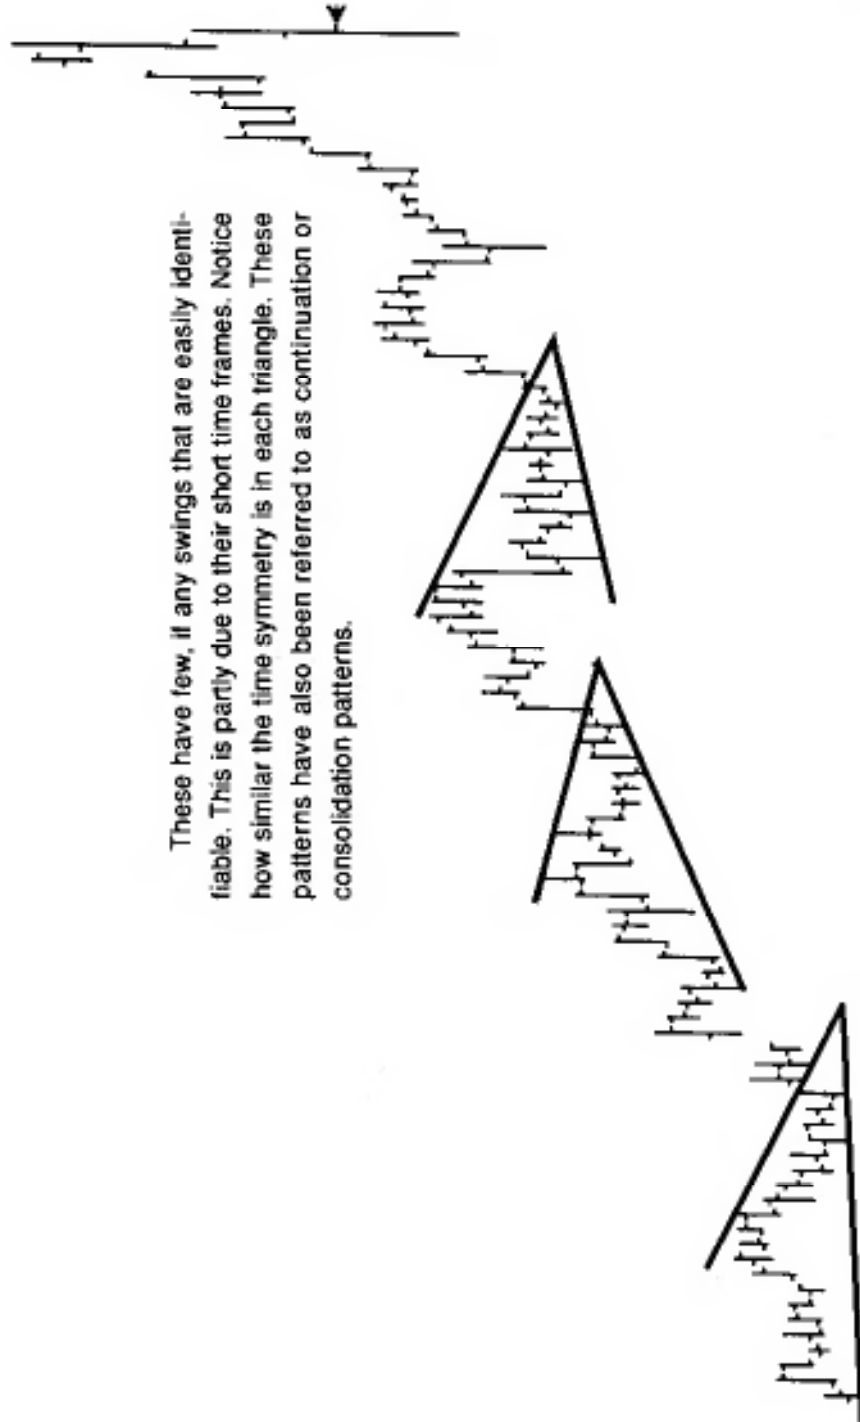 These have few, if any swings that are easily identi-
fiable. This is partly due to their short time frames. Notice
how similar the time symmetry is in each triangle. These
patterns have also been referred to as continuation or
consolidation patterns.